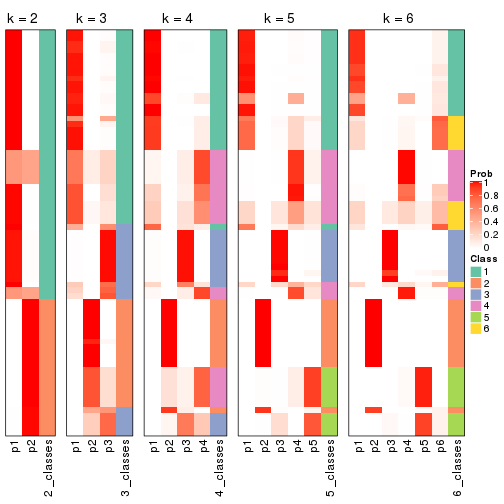 k = 2
k = 3
k = 4
k = 5
k = 6
p1
p2
2_classes
p1
p2
p3
3_classes
p1
p2
p3
p4
4_classes
p1
p2
p3
p4
p5
5_classes
p1
p2
p3
p4
p5
p6
6_classes
Prob
1
0.8
0.6
0.4
0.2
0
Class
1
2
3
4
5
6